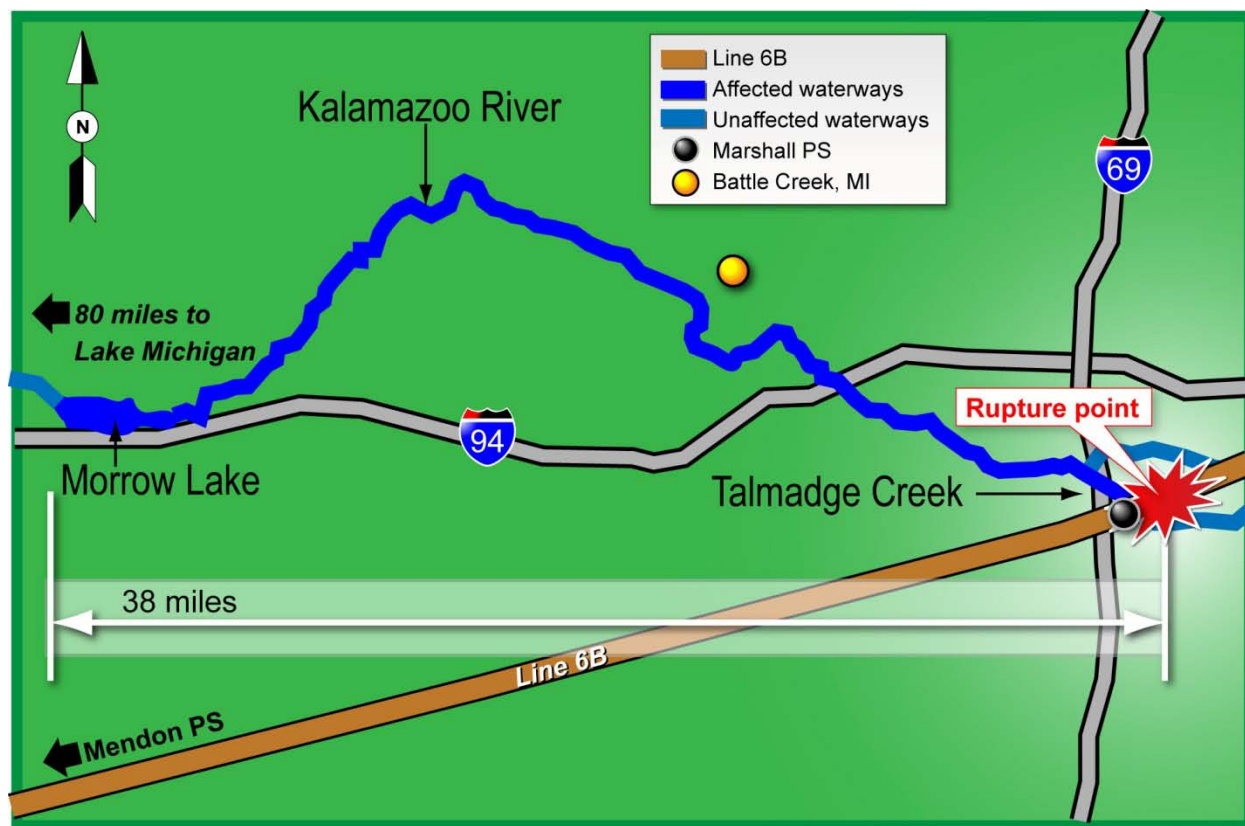 N
Kalamazoo River
Line 6B
Affected waterways
Unaffected waterways
Marshall PS
Battle Creek, MI
69
80 miles to
Lake Michigan
94
Rupture point
Morrow Lake
Talmadge Creek
38 miles
Line 6B
Mendon PS